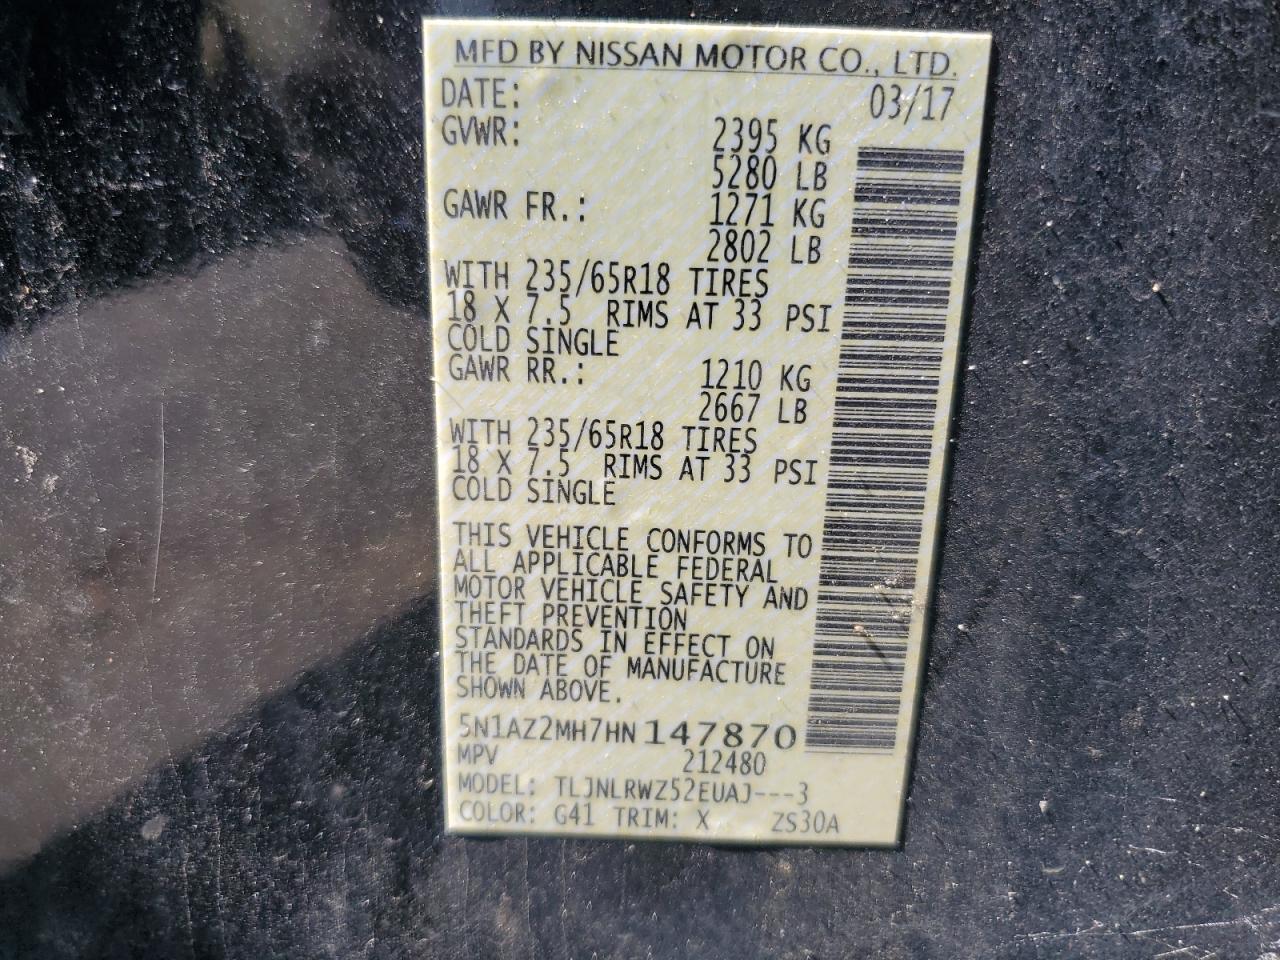 MFD BY NISSAN MOTOR CO., LTD.
DATE: 03/17
GVWR: 2395 KG
5280 LB
GAWR FR.: 1271 KG
2802 LB
WITH 235/65R18 TIRES
18 X 7.5 RIMS AT 33 PSI
COLD SINGLE
GAWR RR.: 1210 KG
2667 LB
WITH 235/65R18 TIRES
18 X 7.5 RIMS AT 33 PSI
COLD SINGLE
THIS VEHICLE CONFORMS TO
ALL APPLICABLE FEDERAL
MOTOR VEHICLE SAFETY AND
THEFT PREVENTION
STANDARDS IN EFFECT ON
THE DATE OF MANUFACTURE
SHOWN ABOVE.
5N1AZ2MH7HN147870
MPV 212480
MODEL: TLJNLRWZ52EUAJ---3
COLOR: G41 TRIM: X ZS30A